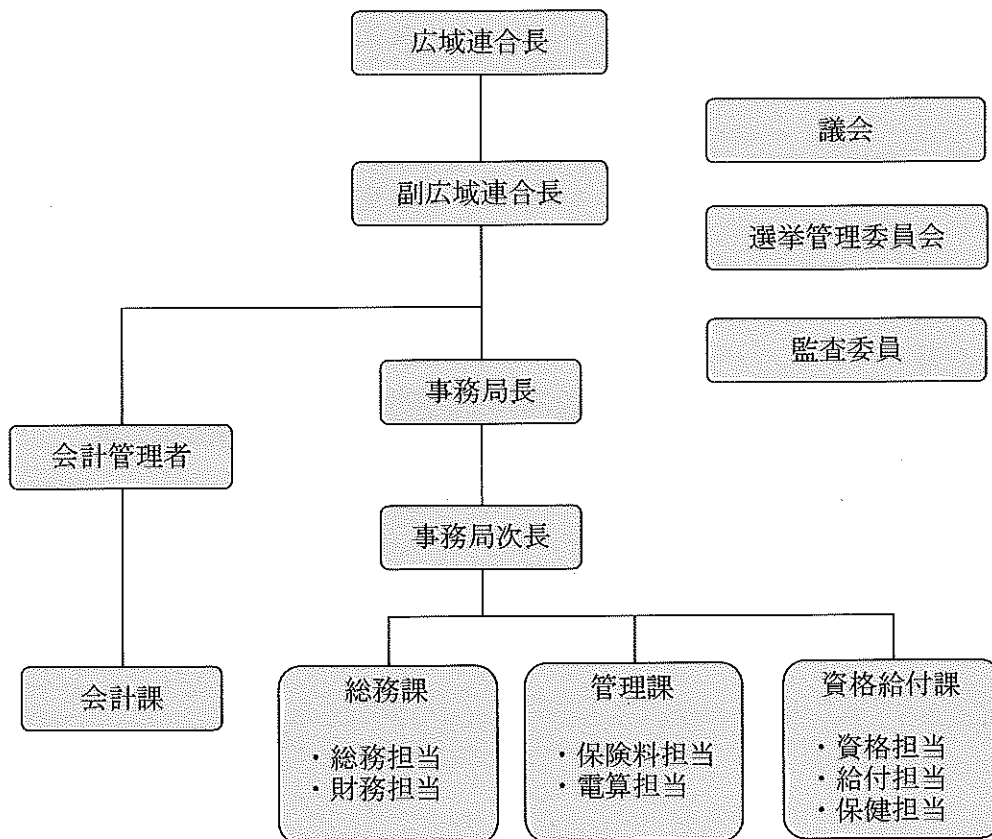 広域連合長
議会
副広域連合長
選挙管理委員会
監査委員
事務局長
会計管理者
事務局次長
会計課
総務課
・総務担当
・財務担当
管理課
・保険料担当
・電算担当
資格給付課
・資格担当
・給付担当
・保健担当